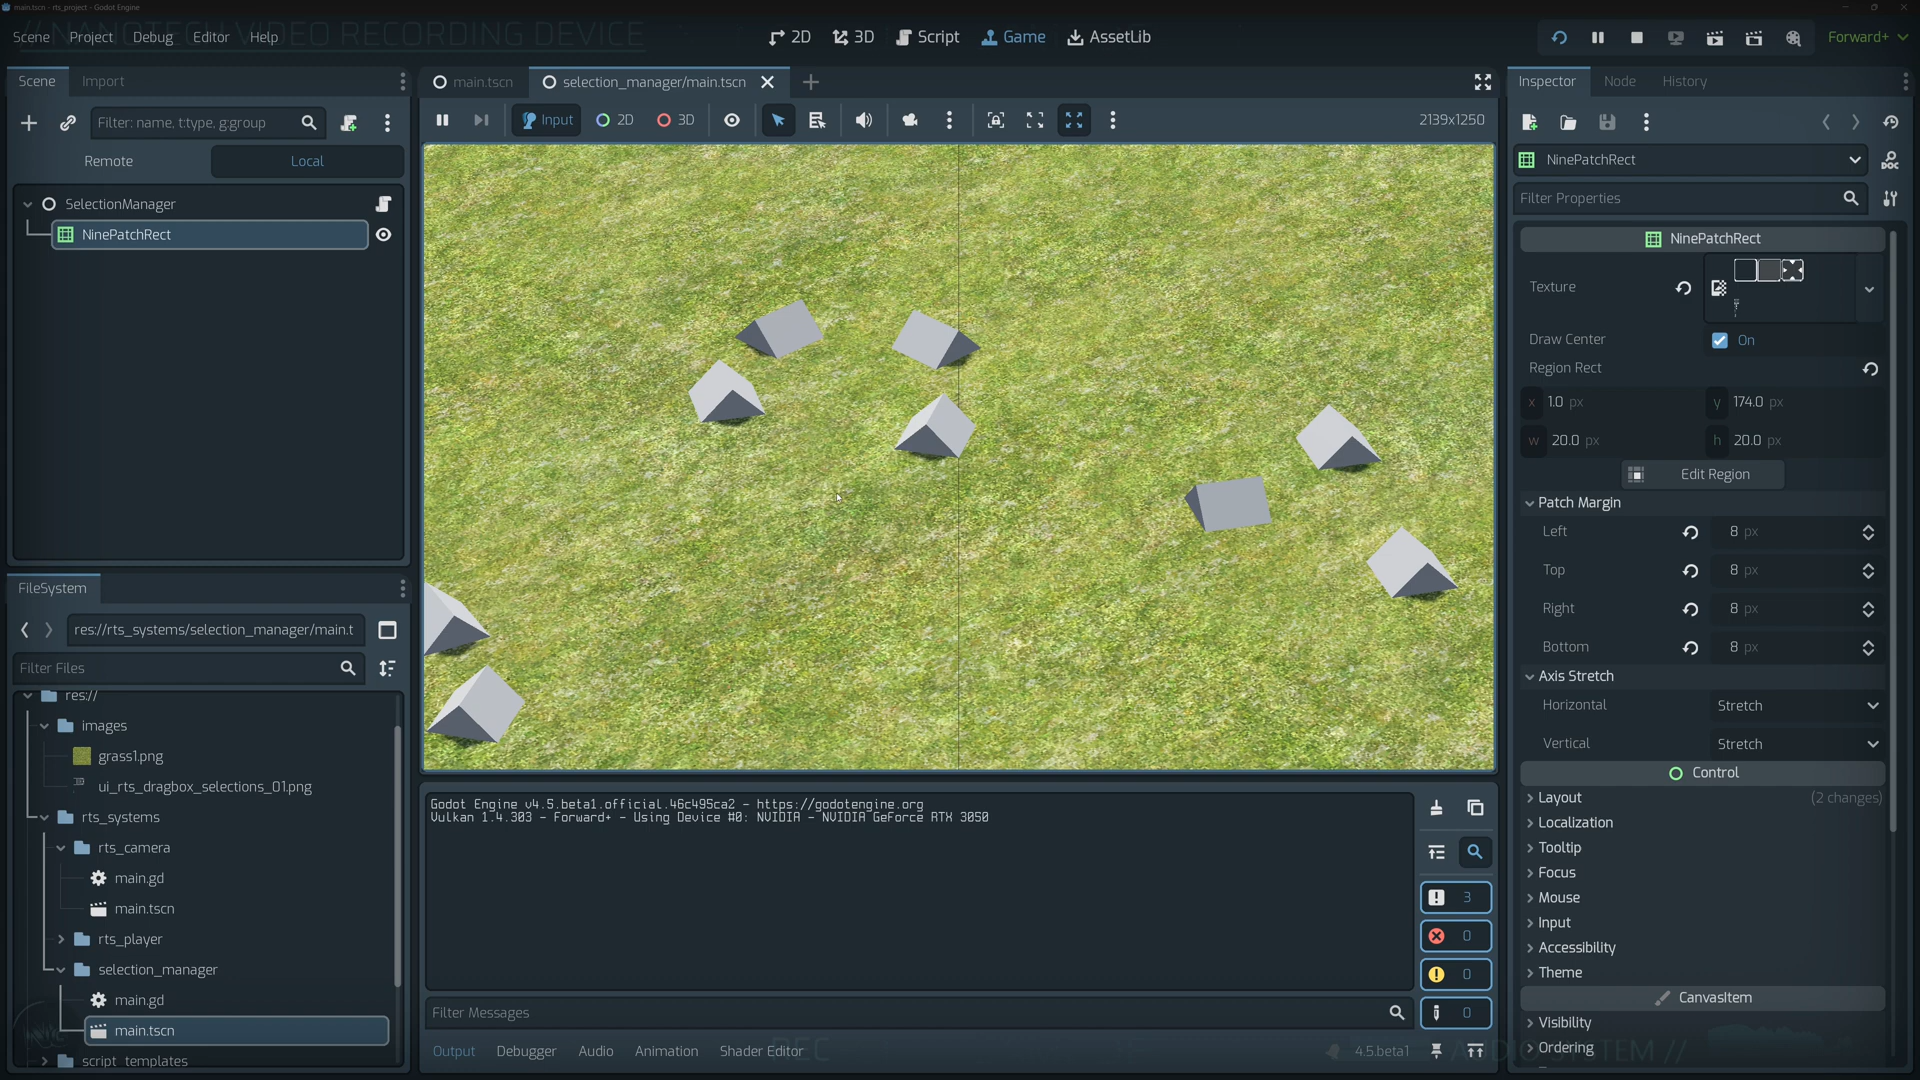 main.tscn - rts_project - Godot Engine
//NANOTECH VIDEO RECORDING DEVICE
Scene Project Debug Editor Help
2D 3D Script Game AssetLib
Forward+
Scene Import
main.tscn selection_manager/main.tscn
Inspector Node History
Filter: name, t:type, g:group
Input 2D 3D
2139x1250
Remote Local
NinePatchRect
Filter Properties
SelectionManager
NinePatchRect
NinePatchRect
Texture
Draw Center On
Region Rect
x 1.0 px y 174.0 px
w 20.0 px h 20.0 px
Edit Region
Patch Margin
Left 8 px
Top 8 px
Right 8 px
Bottom 8 px
Axis Stretch
Horizontal Stretch
Vertical Stretch
Control
Layout (2 changes)
Localization
Tooltip
Focus
Mouse
Input
Accessibility
Theme
CanvasItem
Visibility
Ordering
FileSystem
res://rts_systems/selection_manager/main.t
Filter Files
res://
images
grass1.png
ui_rts_dragbox_selections_01.png
rts_systems
rts_camera
main.gd
main.tscn
rts_player
selection_manager
main.gd
main.tscn
script_templates
Godot Engine v4.5.beta1.official.46c495ca2 - https://godotengine.org
Vulkan 1.4.303 - Forward+ - Using Device #0: NVIDIA - NVIDIA GeForce RTX 3050
3
0
0
0
Filter Messages
Output Debugger Audio Animation Shader Editor
4.5.beta1